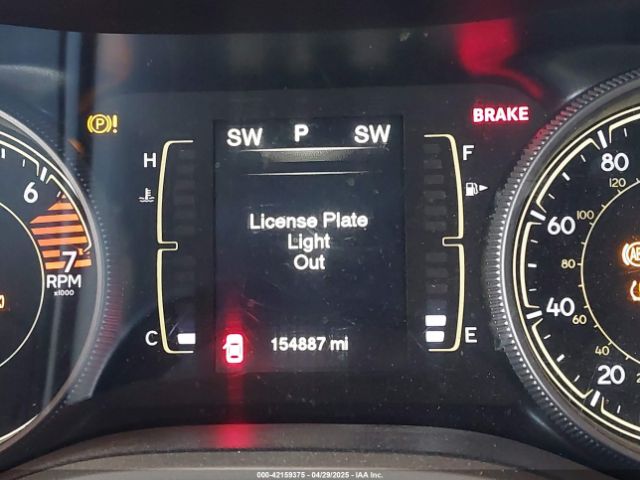 BRAKE
(P)!
SW P SW
H
F
License Plate
Light
Out
C
E
154887 mi
6
7
RPM
x1000
80
60
40
20
120
100
80
60
40
ABS
000-42159375 04/29/2025 IAA Inc.